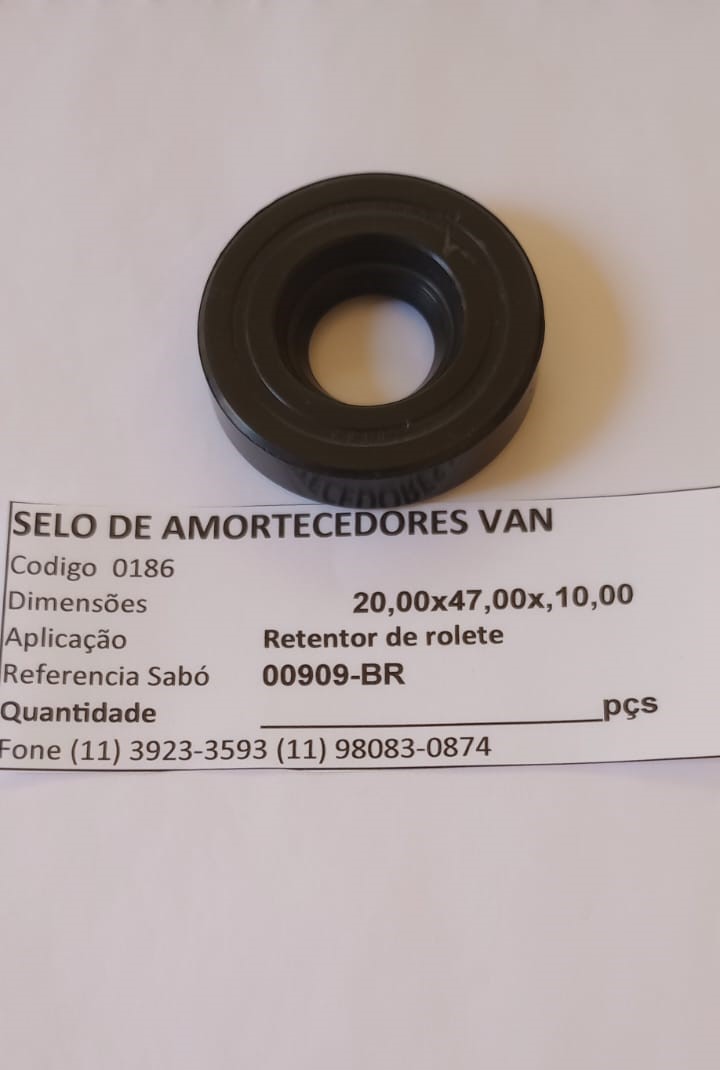 SELO DE AMORTECEDORES VAN
Codigo 0186
Dimensões 20,00x47,00x,10,00
Aplicação Retentor de rolete
Referencia Sabó 00909-BR
Quantidade ____________________pçs
Fone (11) 3923-3593 (11) 98083-0874